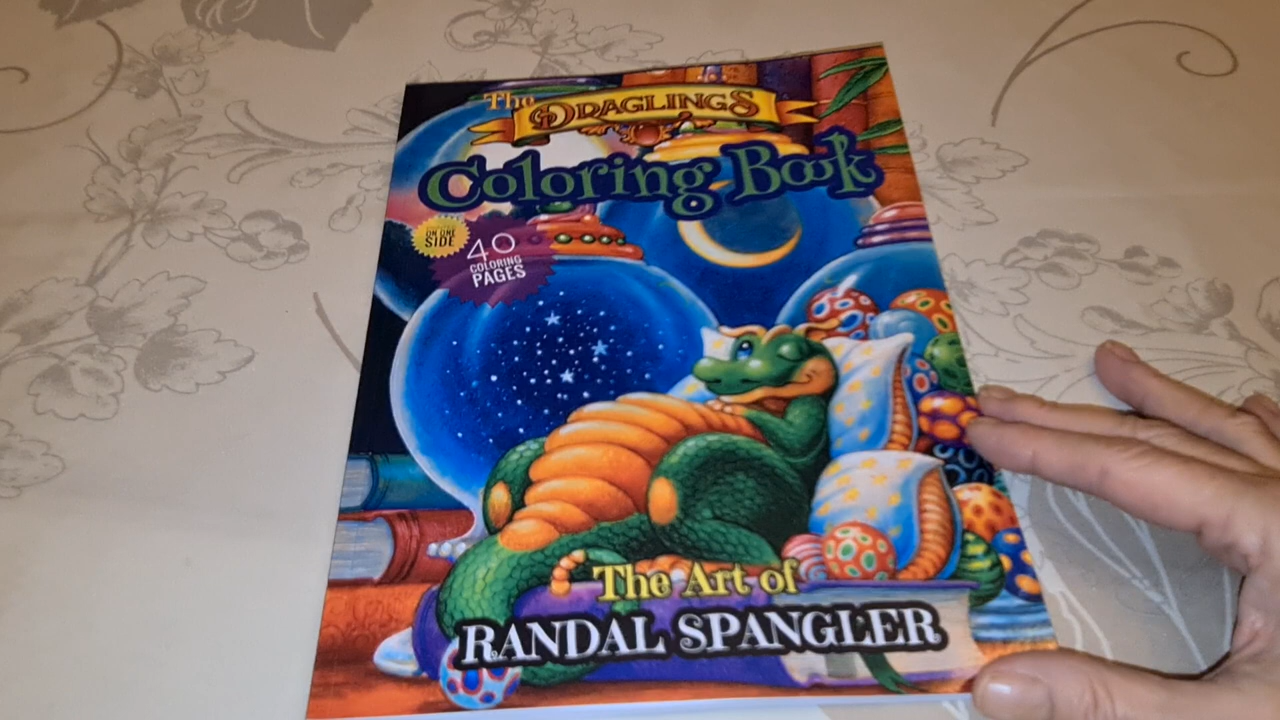 The DRAGLINGS
Coloring Book
ON ONE
SIDE
40
COLORING
PAGES
The Art of
RANDAL SPANGLER